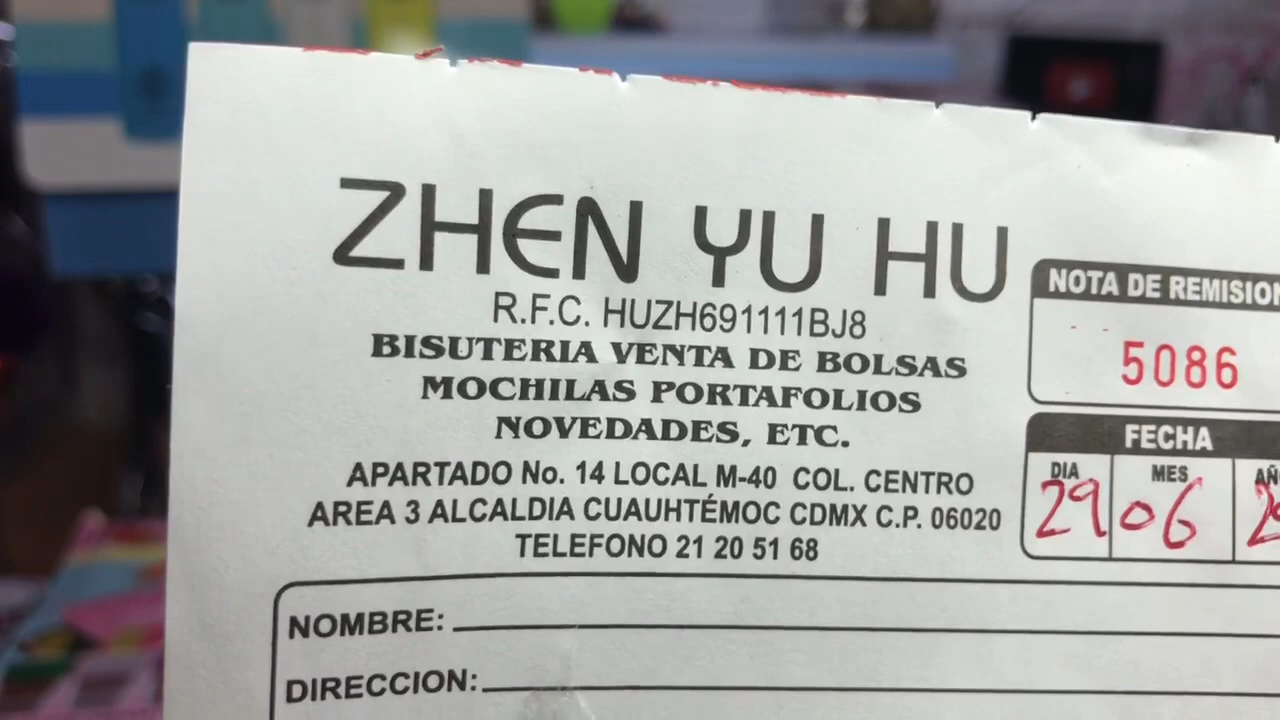 ZHEN YU HU
R.F.C. HUZH691111BJ8
BISUTERIA VENTA DE BOLSAS
MOCHILAS PORTAFOLIOS
NOVEDADES, ETC.
APARTADO No. 14 LOCAL M-40 COL. CENTRO
AREA 3 ALCALDIA CUAUHTÉMOC CDMX C.P. 06020
TELEFONO 21 20 51 68
NOTA DE REMISION
5086
FECHA
DIA MES
29 06
NOMBRE:
DIRECCION: